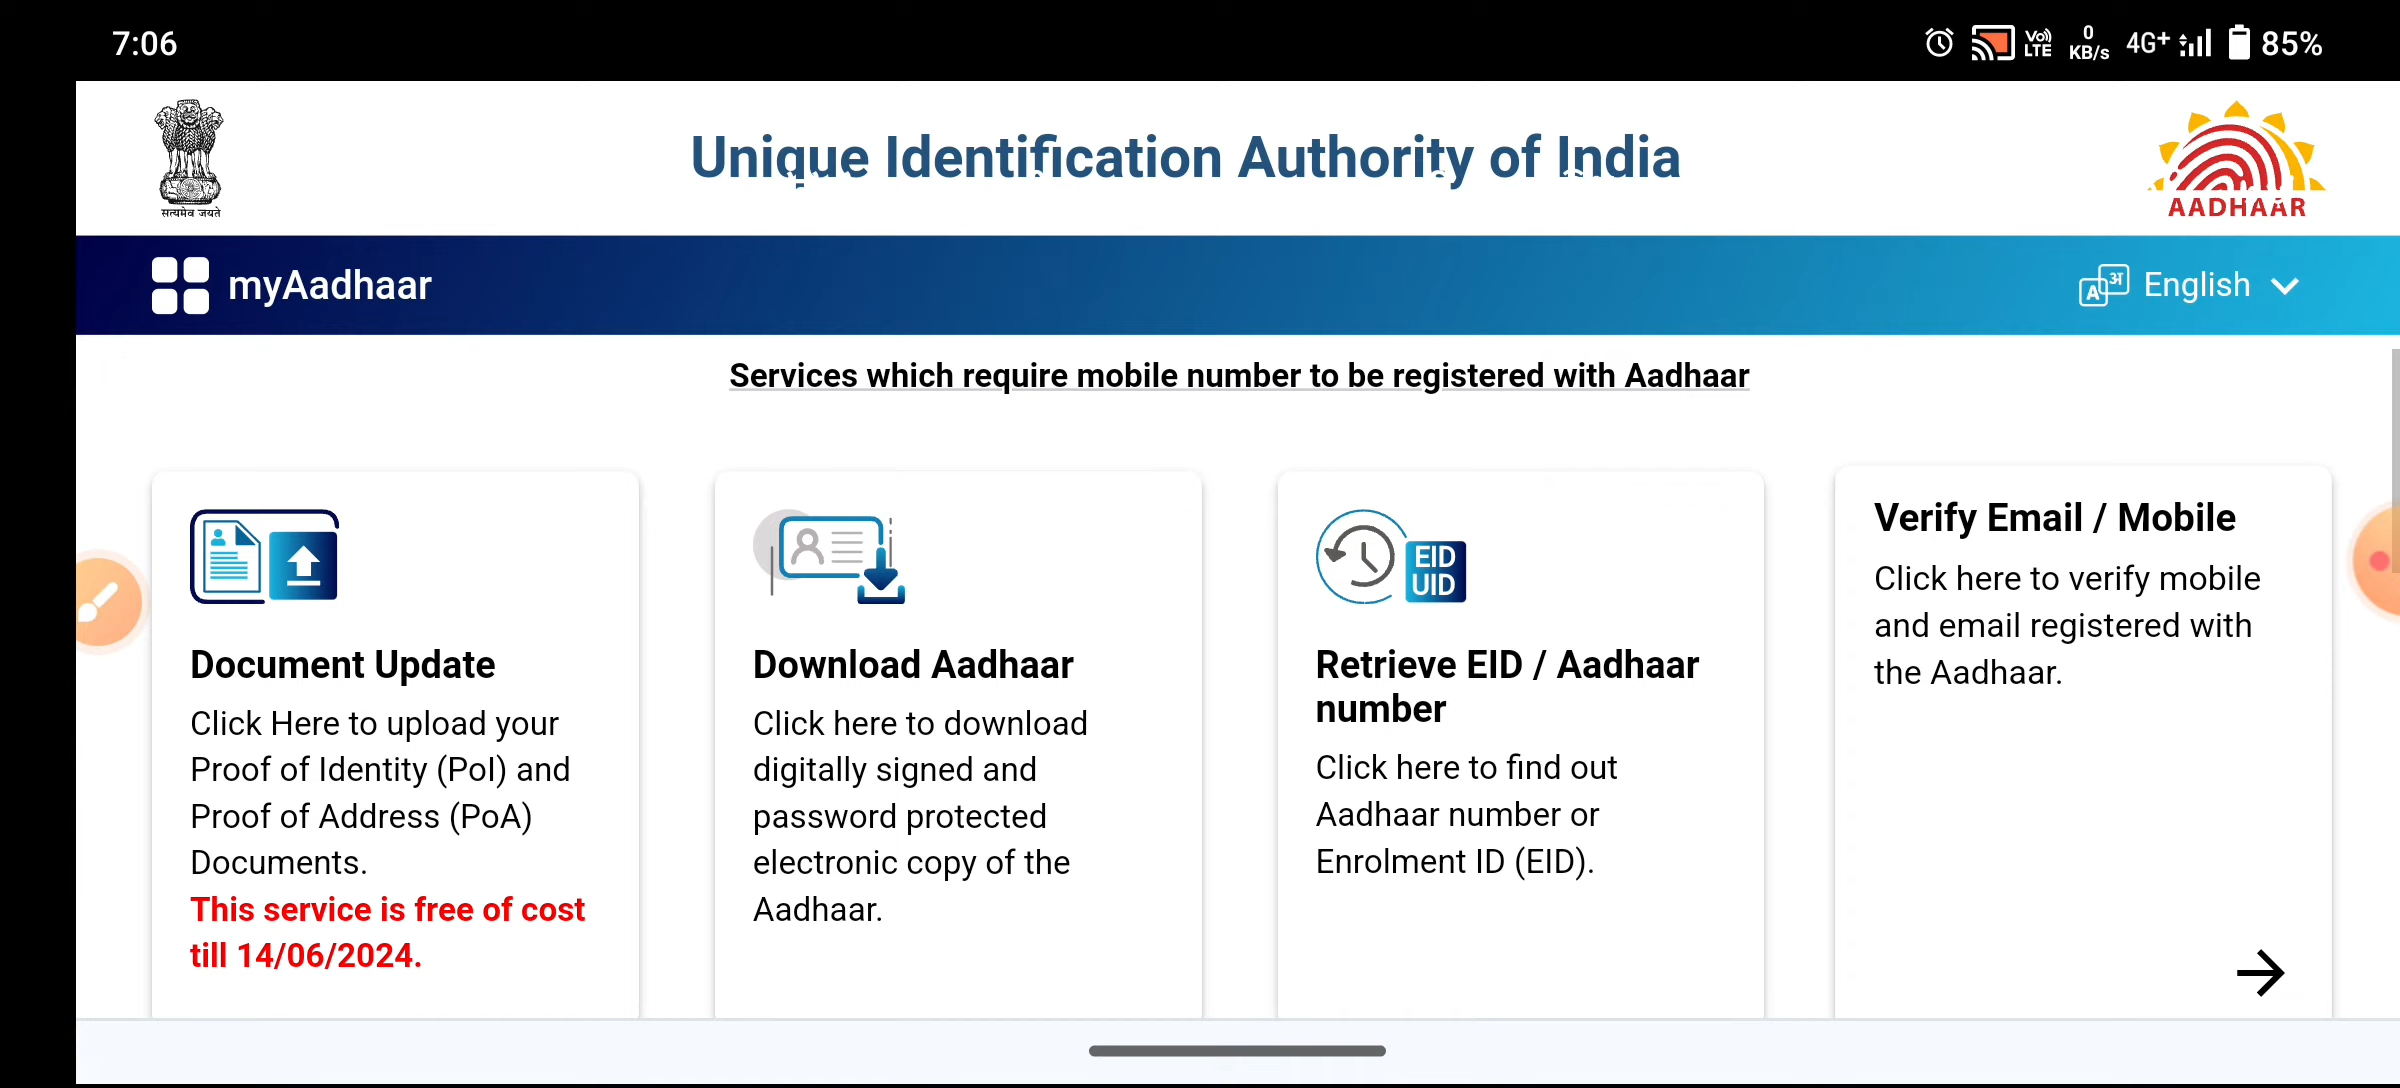 7:06
Vo) LTE 0 KB/s 4G+ 85%
सत्यमेव जयते
Unique Identification Authority of India
AADHAAR
myAadhaar
A अ English
Services which require mobile number to be registered with Aadhaar
Document Update
Click Here to upload your
Proof of Identity (PoI) and
Proof of Address (PoA)
Documents.
This service is free of cost
till 14/06/2024.
Download Aadhaar
Click here to download
digitally signed and
password protected
electronic copy of the
Aadhaar.
EID
UID
Retrieve EID / Aadhaar
number
Click here to find out
Aadhaar number or
Enrolment ID (EID).
Verify Email / Mobile
Click here to verify mobile
and email registered with
the Aadhaar.